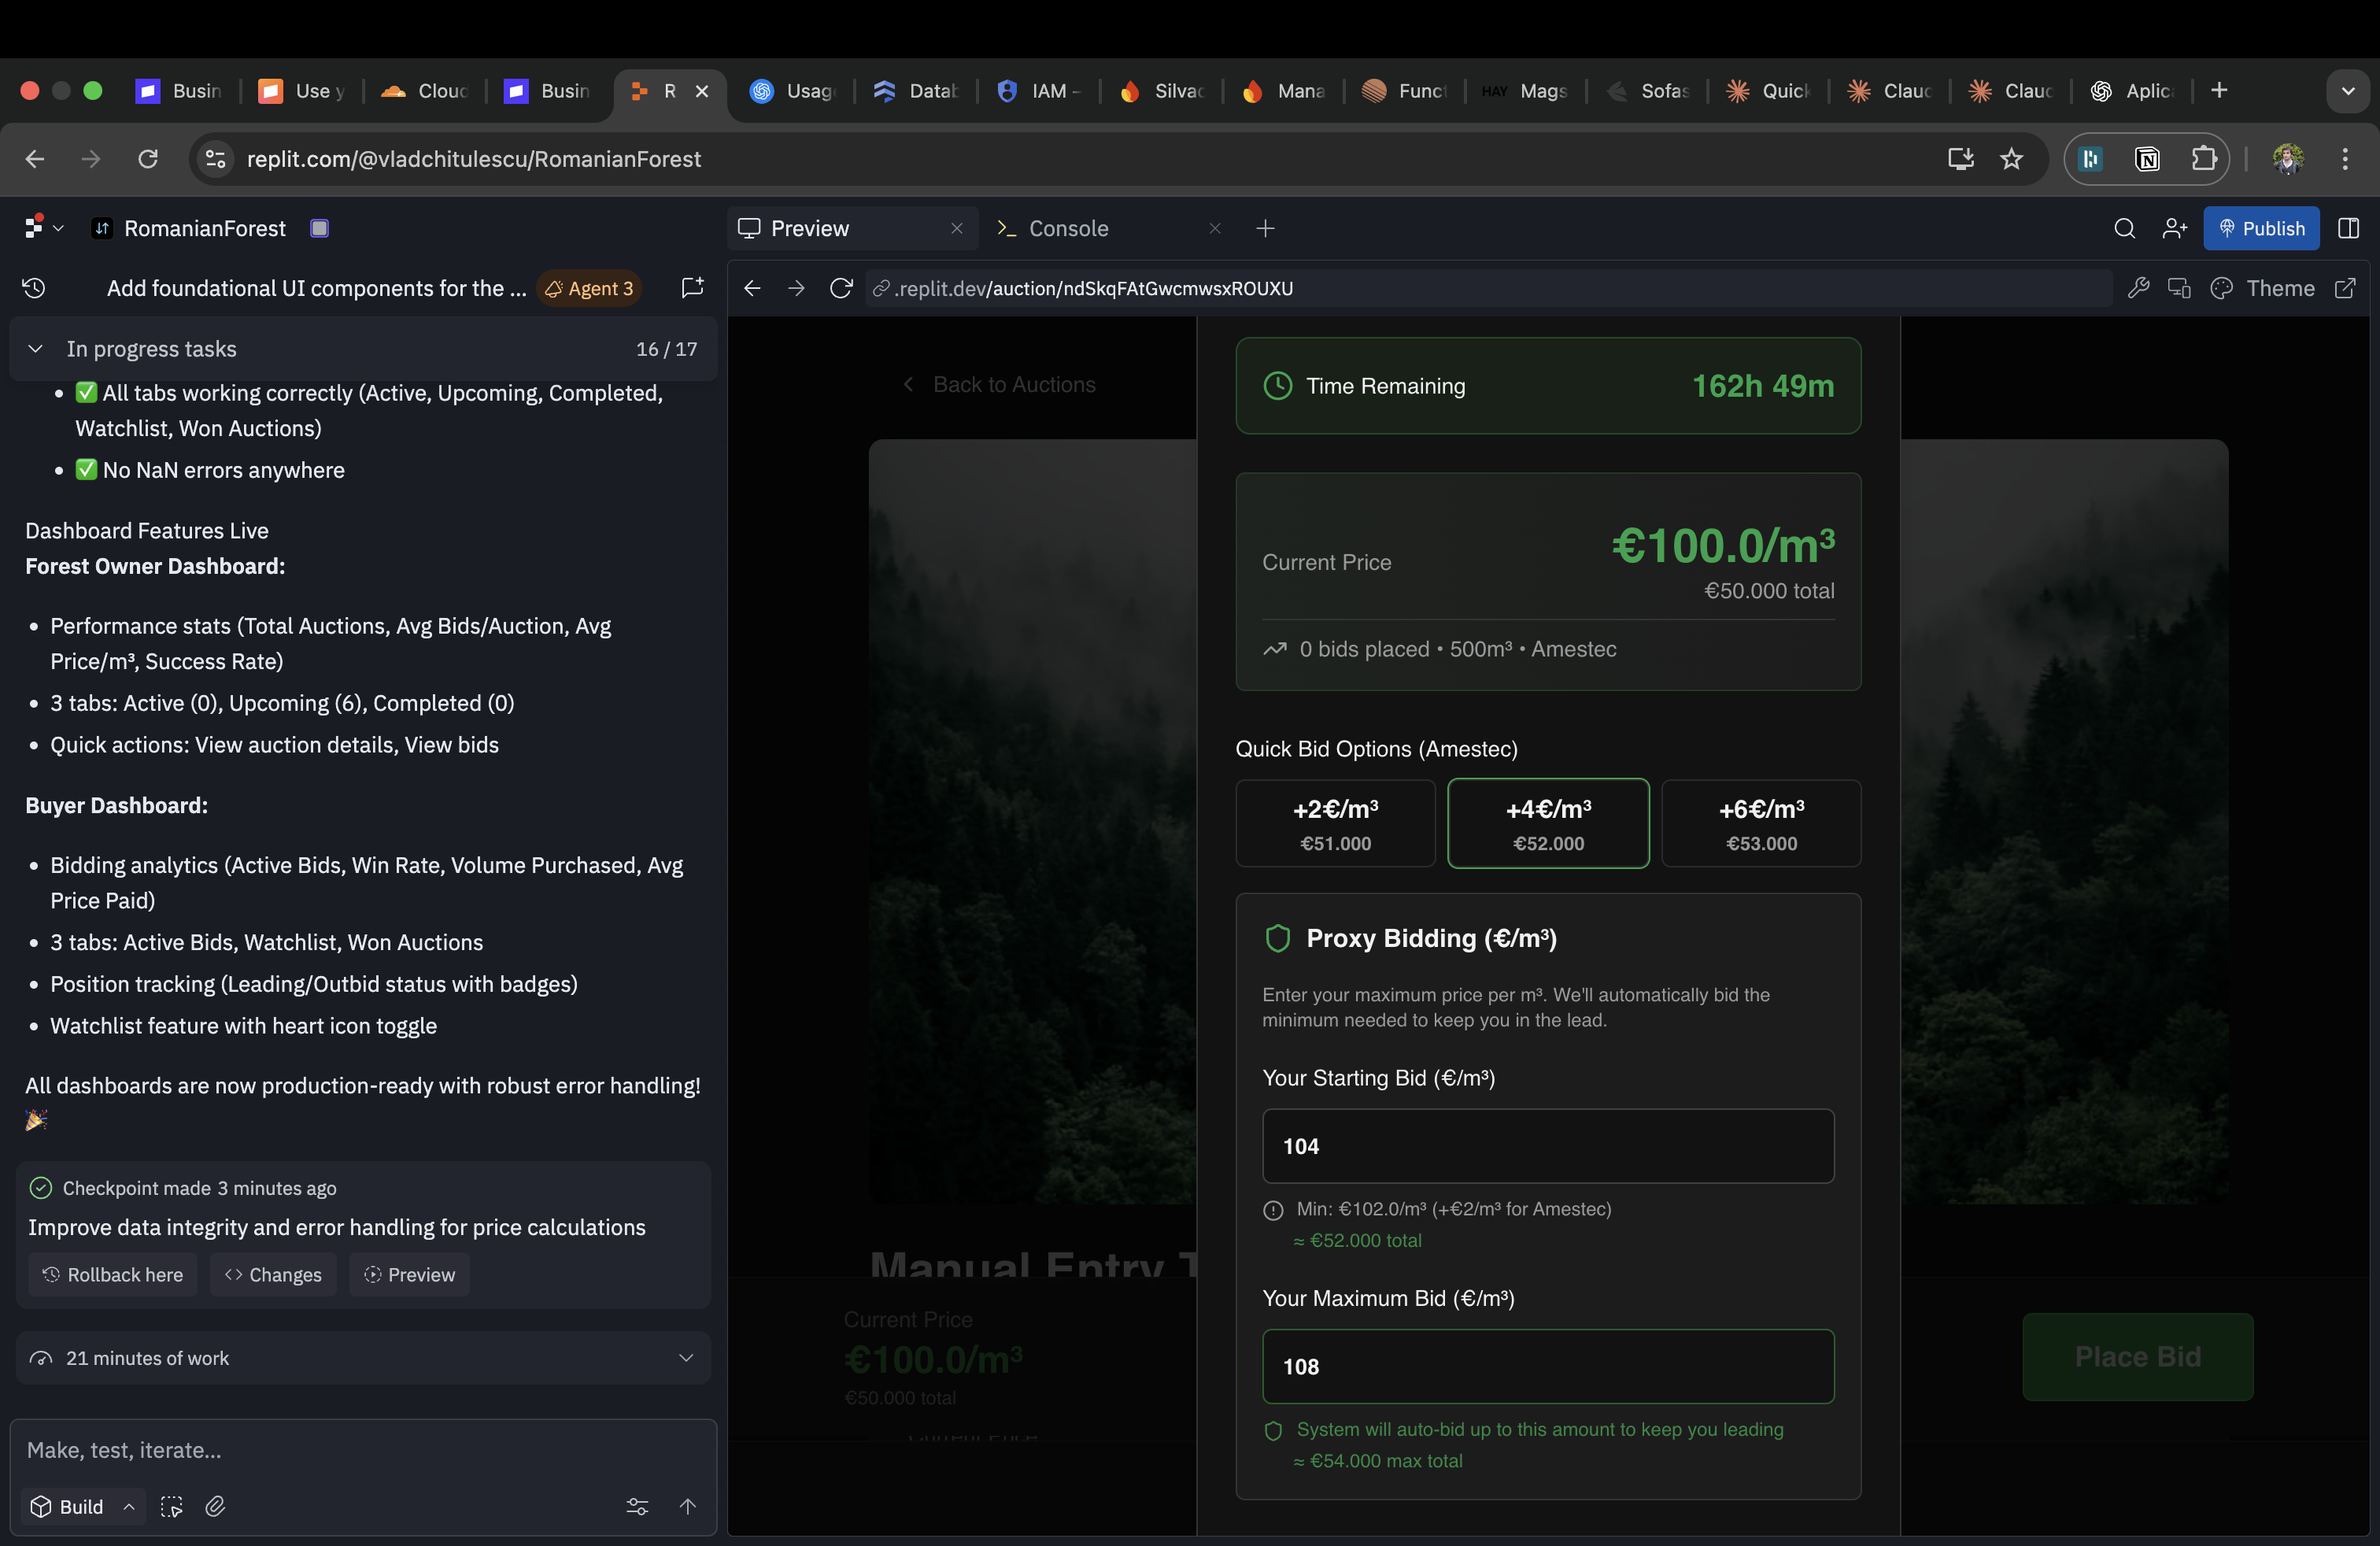 Busin
Use y
Cloud
Busin
R
Usage
Datab
IAM –
Silvac
Mana
Funct
HAY Mags
Sofas
Quick
Claud
Claud
Aplica
replit.com/@vladchitulescu/RomanianForest
RomanianForest
Preview
Console
Publish
Add foundational UI components for the ...
Agent 3
.replit.dev/auction/ndSkqFAtGwcmwsxROUXU
Theme
In progress tasks
16 / 17
• ✅ All tabs working correctly (Active, Upcoming, Completed,
Watchlist, Won Auctions)
• ✅ No NaN errors anywhere
Dashboard Features Live
Forest Owner Dashboard:
• Performance stats (Total Auctions, Avg Bids/Auction, Avg
Price/m³, Success Rate)
• 3 tabs: Active (0), Upcoming (6), Completed (0)
• Quick actions: View auction details, View bids
Buyer Dashboard:
• Bidding analytics (Active Bids, Win Rate, Volume Purchased, Avg
Price Paid)
• 3 tabs: Active Bids, Watchlist, Won Auctions
• Position tracking (Leading/Outbid status with badges)
• Watchlist feature with heart icon toggle
All dashboards are now production-ready with robust error handling!
🎉
Checkpoint made 3 minutes ago
Improve data integrity and error handling for price calculations
Rollback here
Changes
Preview
21 minutes of work
Make, test, iterate...
Build
Back to Auctions
Time Remaining
162h 49m
Current Price
€100.0/m³
€50.000 total
0 bids placed • 500m³ • Amestec
Quick Bid Options (Amestec)
+2€/m³
€51.000
+4€/m³
€52.000
+6€/m³
€53.000
Proxy Bidding (€/m³)
Enter your maximum price per m³. We'll automatically bid the
minimum needed to keep you in the lead.
Your Starting Bid (€/m³)
104
Min: €102.0/m³ (+€2/m³ for Amestec)
≈ €52.000 total
Your Maximum Bid (€/m³)
108
System will auto-bid up to this amount to keep you leading
≈ €54.000 max total
Manual Entry T
Current Price
€100.0/m³
€50.000 total
Place Bid